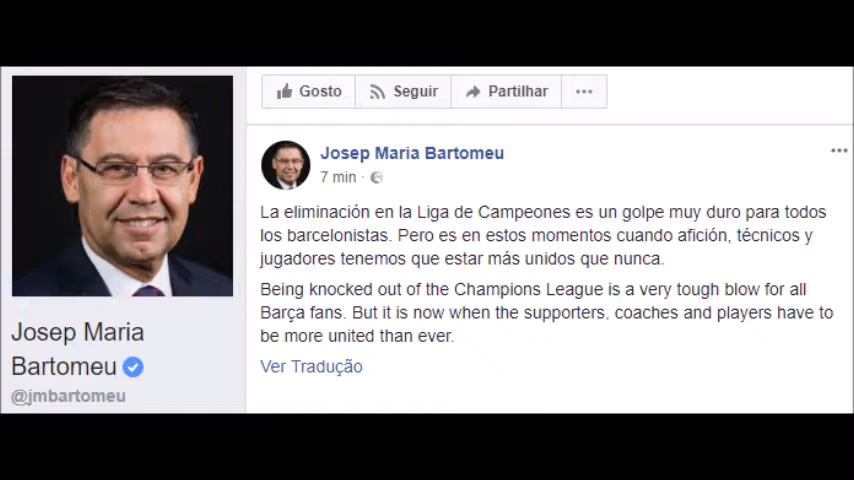 Gosto
Seguir
Partilhar
Josep Maria Bartomeu
7 min
La eliminación en la Liga de Campeones es un golpe muy duro para todos
los barcelonistas. Pero es en estos momentos cuando afición, técnicos y
jugadores tenemos que estar más unidos que nunca.
Being knocked out of the Champions League is a very tough blow for all
Barça fans. But it is now when the supporters, coaches and players have to
be more united than ever.
Ver Tradução
Josep Maria
Bartomeu
@jmbartomeu